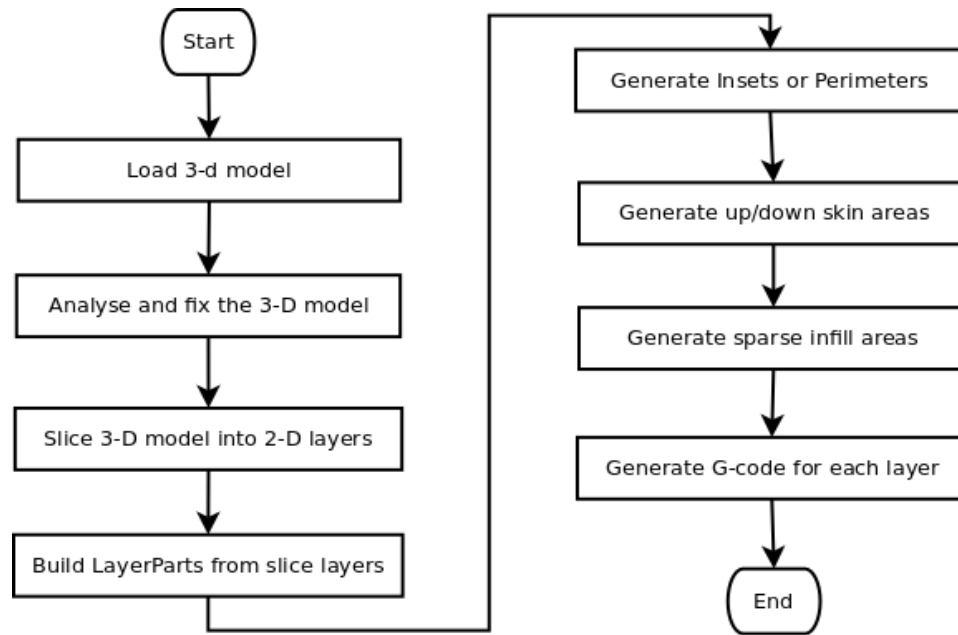 Start
Load 3-d model
Analyse and fix the 3-D model
Slice 3-D model into 2-D layers
Build LayerParts from slice layers
Generate Insets or Perimeters
Generate up/down skin areas
Generate sparse infill areas
Generate G-code for each layer
End